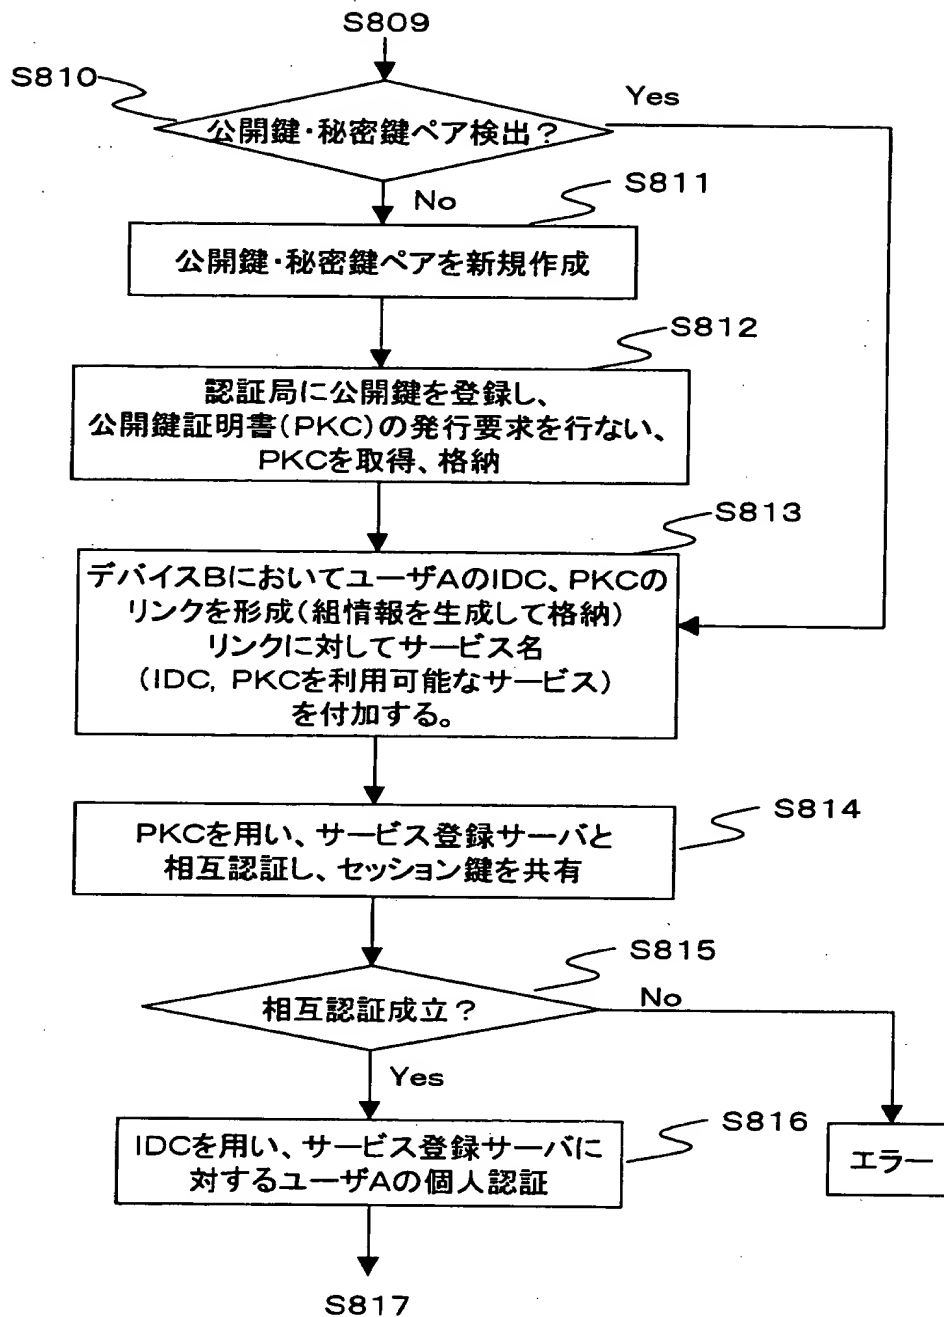 S809
S810
公開鍵・秘密鍵ペア検出?
Yes
No
S811
公開鍵・秘密鍵ペアを新規作成
S812
認証局に公開鍵を登録し、
公開鍵証明書(PKC)の発行要求を行ない、
PKCを取得、格納
S813
デバイスBにおいてユーザAのIDC、PKCの
リンクを形成(組情報を生成して格納)
リンクに対してサービス名
(IDC, PKCを利用可能なサービス)
を付加する。
S814
PKCを用い、サービス登録サーバと
相互認証し、セッション鍵を共有
S815
相互認証成立?
No
Yes
S816
IDCを用い、サービス登録サーバに
対するユーザAの個人認証
エラー
S817